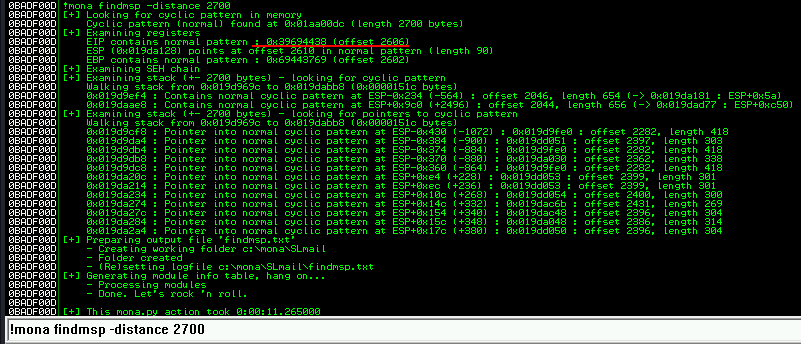 0BADF00D !mona findmsp -distance 2700
0BADF00D [+] Looking for cyclic pattern in memory
0BADF00D Cyclic pattern (normal) found at 0x01aa00dc (length 2700 bytes)
0BADF00D [+] Examining registers
0BADF00D EIP contains normal pattern : 0x39694438 (offset 2606)
0BADF00D ESP (0x019da128) points at offset 2610 in normal pattern (length 90)
0BADF00D EBP contains normal pattern : 0x69443769 (offset 2602)
0BADF00D [+] Examining SEH chain
0BADF00D [+] Examining stack (+- 2700 bytes) - looking for cyclic pattern
0BADF00D Walking stack from 0x019d969c to 0x019dabb8 (0x0000151c bytes)
0BADF00D 0x019d9ef4 : Contains normal cyclic pattern at ESP-0x234 (-564) : offset 2046, length 654 (-> 0x019da181 : ESP+0x5a)
0BADF00D 0x019daae8 : Contains normal cyclic pattern at ESP+0x9c0 (+2496) : offset 2044, length 656 (-> 0x019dad77 : ESP+0xc50)
0BADF00D [+] Examining stack (+- 2700 bytes) - looking for pointers to cyclic pattern
0BADF00D Walking stack from 0x019d969c to 0x019dabb8 (0x0000151c bytes)
0BADF00D 0x019d9cf8 : Pointer into normal cyclic pattern at ESP-0x430 (-1072) : 0x019d9fe0 : offset 2282, length 418
0BADF00D 0x019d9da4 : Pointer into normal cyclic pattern at ESP-0x384 (-900) : 0x019dd051 : offset 2397, length 303
0BADF00D 0x019d9db4 : Pointer into normal cyclic pattern at ESP-0x374 (-884) : 0x019d9fe0 : offset 2282, length 418
0BADF00D 0x019d9db8 : Pointer into normal cyclic pattern at ESP-0x370 (-880) : 0x019da030 : offset 2362, length 338
0BADF00D 0x019d9dc8 : Pointer into normal cyclic pattern at ESP-0x360 (-864) : 0x019d9fe0 : offset 2282, length 418
0BADF00D 0x019da20c : Pointer into normal cyclic pattern at ESP+0xe4 (+228) : 0x019dd053 : offset 2399, length 301
0BADF00D 0x019da214 : Pointer into normal cyclic pattern at ESP+0xec (+236) : 0x019dd053 : offset 2399, length 301
0BADF00D 0x019da234 : Pointer into normal cyclic pattern at ESP+0x10c (+268) : 0x019dd054 : offset 2400, length 300
0BADF00D 0x019da274 : Pointer into normal cyclic pattern at ESP+0x14c (+332) : 0x019dac6b : offset 2431, length 269
0BADF00D 0x019da27c : Pointer into normal cyclic pattern at ESP+0x154 (+340) : 0x019dac48 : offset 2396, length 304
0BADF00D 0x019da284 : Pointer into normal cyclic pattern at ESP+0x15c (+348) : 0x019da048 : offset 2386, length 314
0BADF00D 0x019da2a4 : Pointer into normal cyclic pattern at ESP+0x17c (+380) : 0x019dd050 : offset 2396, length 304
0BADF00D [+] Preparing output file 'findmsp.txt'
0BADF00D - Creating working folder c:\mona\SLmail
0BADF00D - Folder created
0BADF00D - (Re)setting logfile c:\mona\SLmail\findmsp.txt
0BADF00D [+] Generating module info table, hang on...
0BADF00D - Processing modules
0BADF00D - Done. Let's rock 'n roll.
0BADF00D
0BADF00D [+] This mona.py action took 0:00:11.265000
!mona findmsp -distance 2700